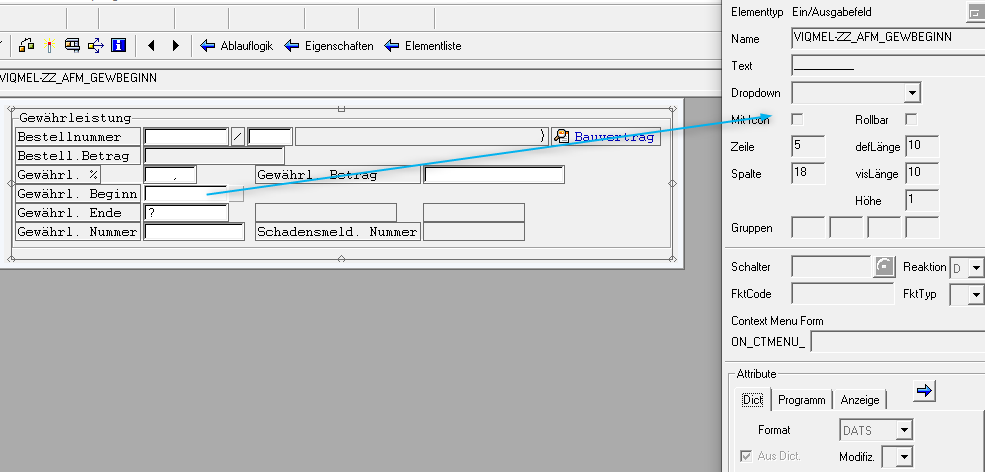 Elementtyp Ein/Ausgabefeld
Name VIQMEL-ZZ_AFM_GEWBEGINN
Text __________
Dropdown
Mit Icon Rollbar
Zeile 5 defLänge 10
Spalte 18 visLänge 10
Höhe 1
Gruppen
Schalter Reaktion D
FktCode FktTyp
Context Menu Form
ON_CTMENU_
Attribute
Dict Programm Anzeige
Format DATS
Aus Dict. Modifiz.
Ablauflogik Eigenschaften Elementliste
VIQMEL-ZZ_AFM_GEWBEGINN
Gewährleistung
Bestellnummer / ) Bauvertrag
Bestell.Betrag
Gewährl. % , Gewährl. Betrag
Gewährl. Beginn
Gewährl. Ende ?
Gewährl. Nummer Schadensmeld. Nummer